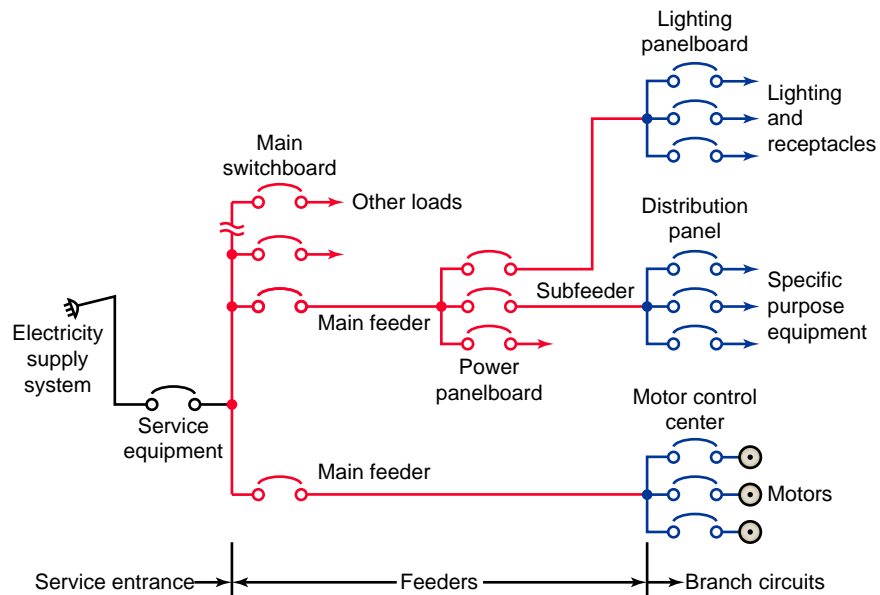 Lighting
panelboard
Lighting
and
receptacles
Main
switchboard
Other loads
Distribution
panel
Subfeeder
Specific
purpose
equipment
Main feeder
Electricity
supply
system
Power
panelboard
Service
equipment
Motor control
center
Main feeder
Motors
Service entrance
Feeders
Branch circuits